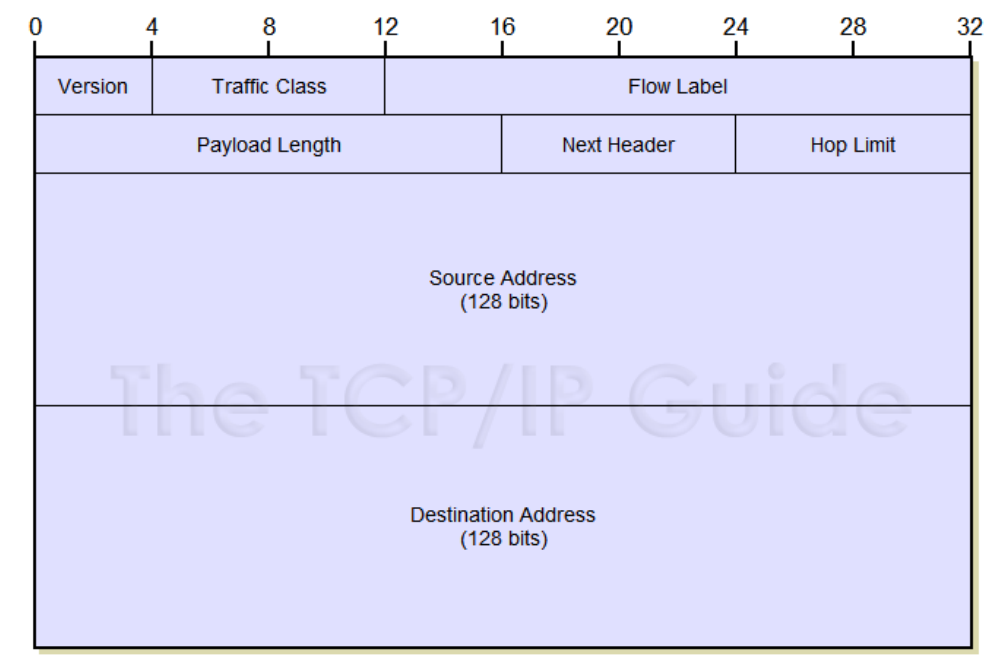 0 4 8 12 16 20 24 28 32
Version Traffic Class Flow Label
Payload Length Next Header Hop Limit
Source Address
(128 bits)
The TCP/IP Guide
Destination Address
(128 bits)